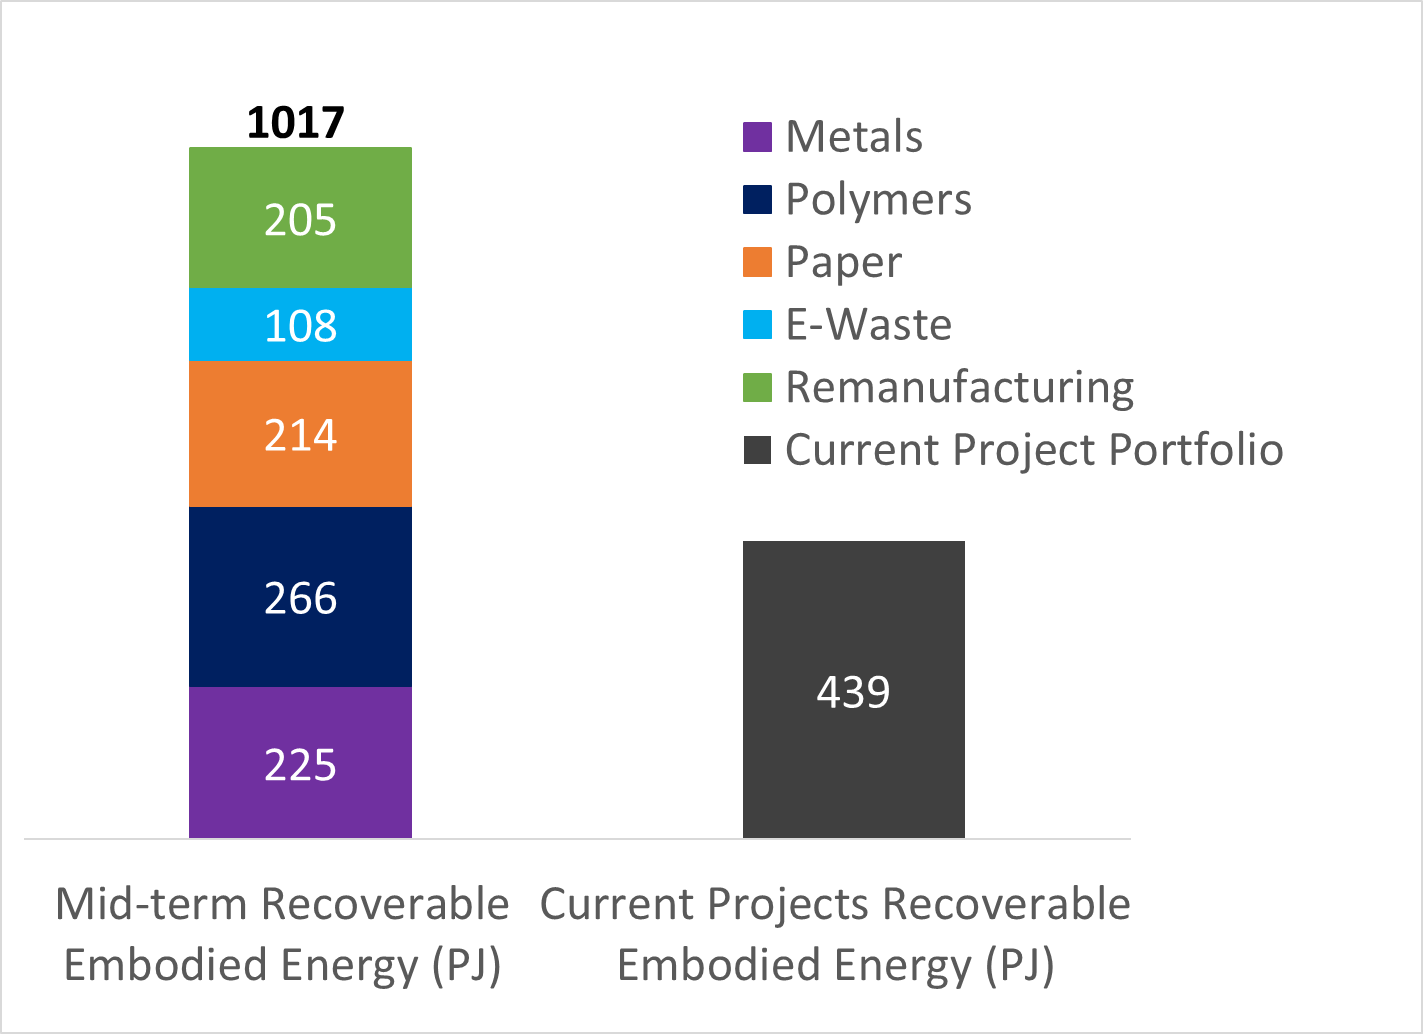 1017
205
108
214
266
225
Metals
Polymers
Paper
E-Waste
Remanufacturing
Current Project Portfolio
439
Mid-term Recoverable
Embodied Energy (PJ)
Current Projects Recoverable
Embodied Energy (PJ)